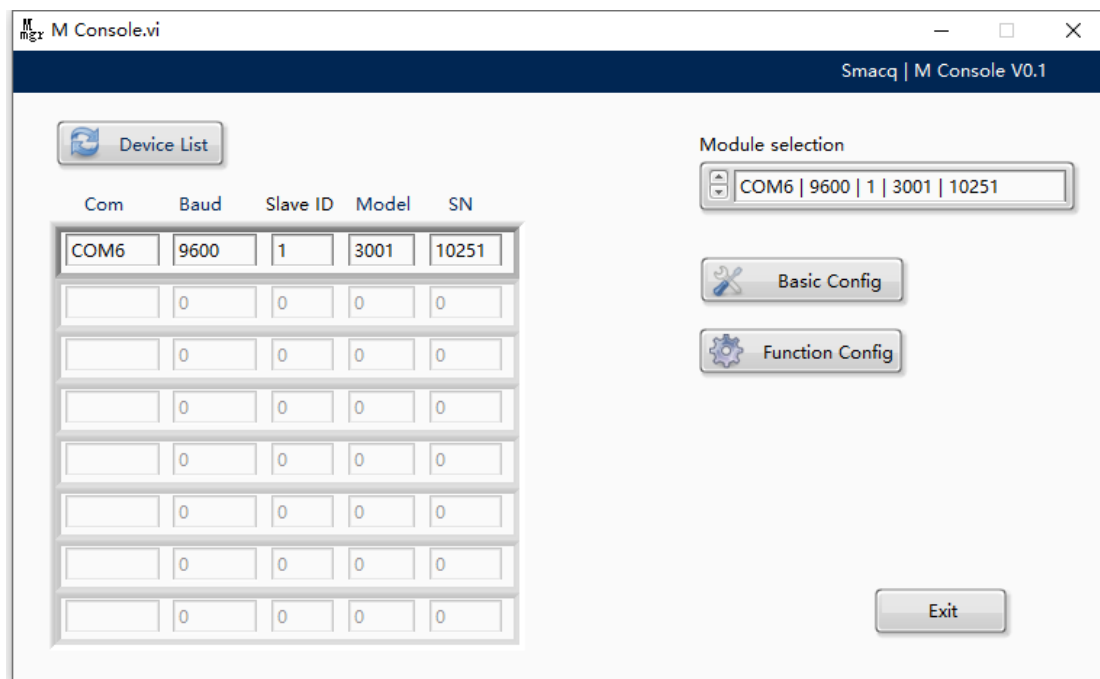 M mgr M Console.vi
Smacq | M Console V0.1
Device List
Module selection
COM6 | 9600 | 1 | 3001 | 10251
Com Baud Slave ID Model SN
COM6 9600 1 3001 10251
0 0 0 0
0 0 0 0
0 0 0 0
0 0 0 0
0 0 0 0
0 0 0 0
0 0 0 0
Basic Config
Function Config
Exit